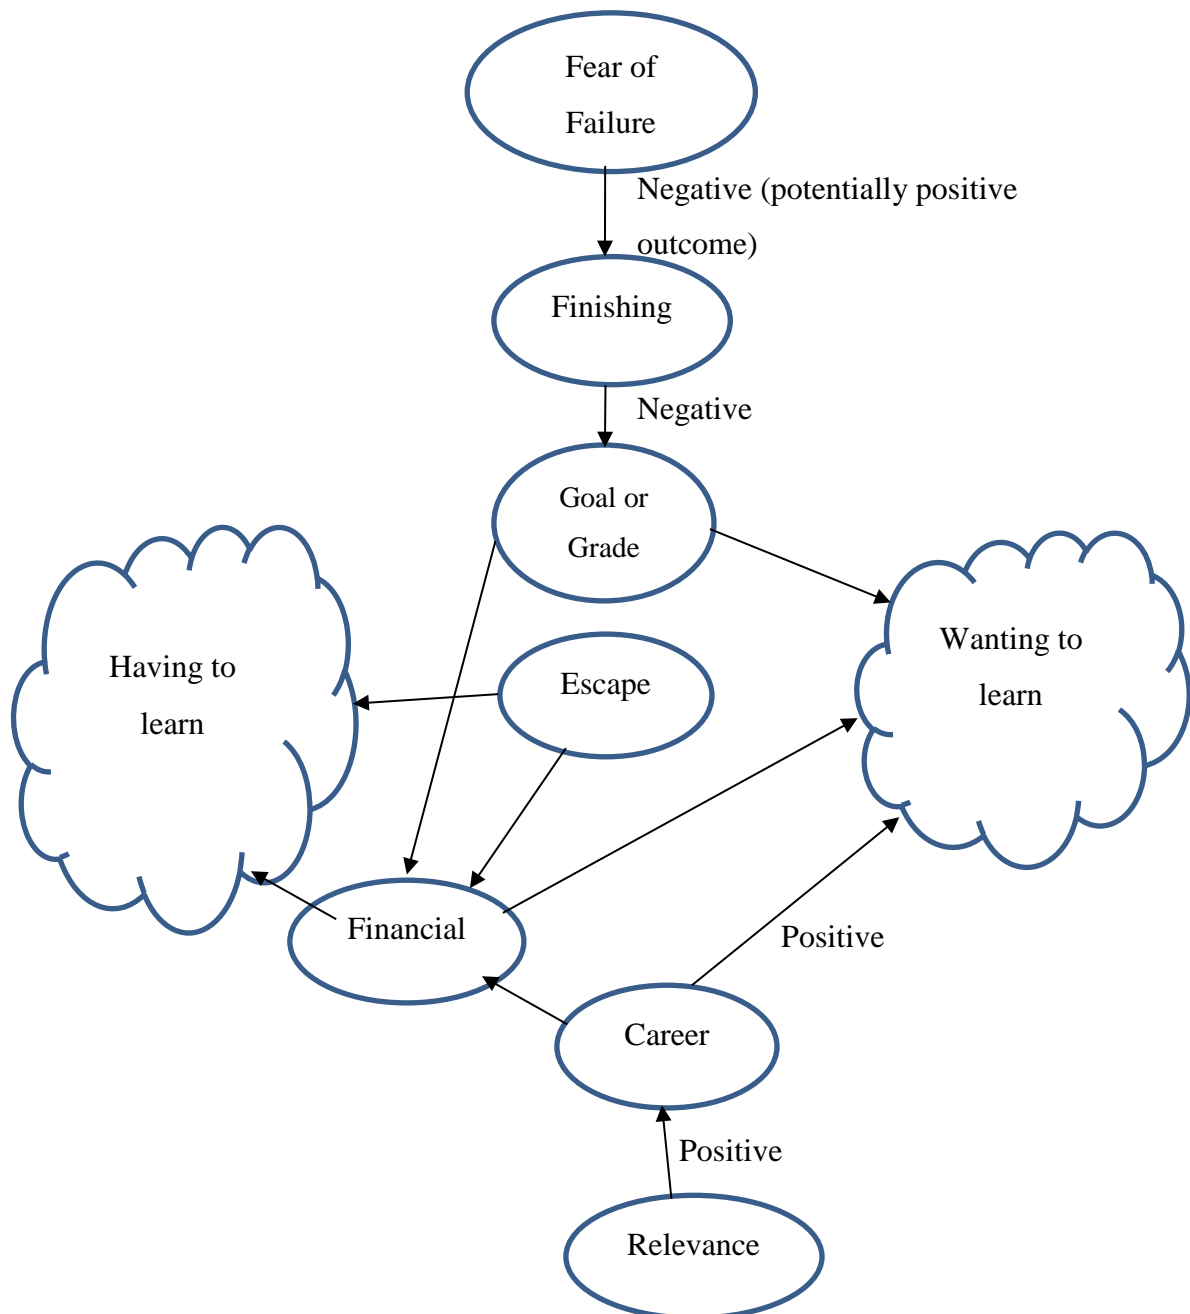 Fear of
Failure
Negative (potentially positive
outcome)
Finishing
Negative
Goal or
Grade
Having to
learn
Escape
Wanting to
learn
Financial
Positive
Career
Positive
Relevance